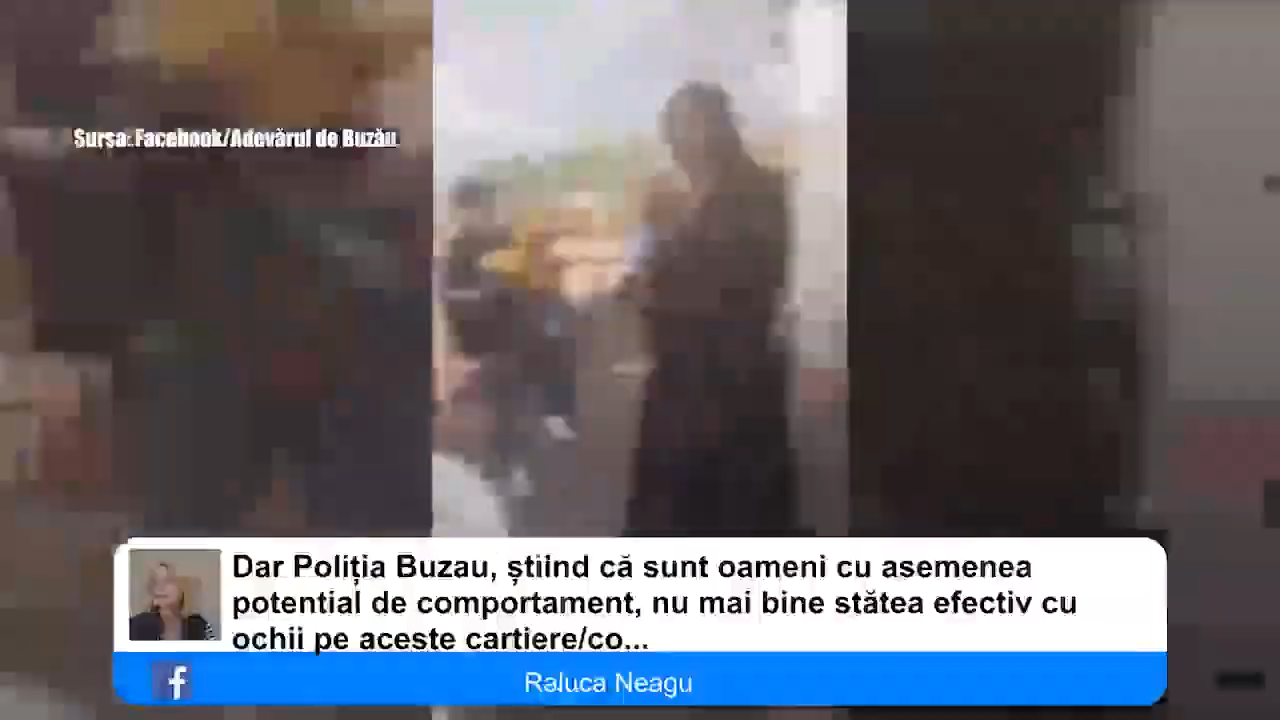 Sursa: Facebook/Adevărul de Buzău
Dar Poliția Buzau, știind că sunt oameni cu asemenea
potential de comportament, nu mai bine stătea efectiv cu
ochii pe aceste cartiere/co...
f
Raluca Neagu